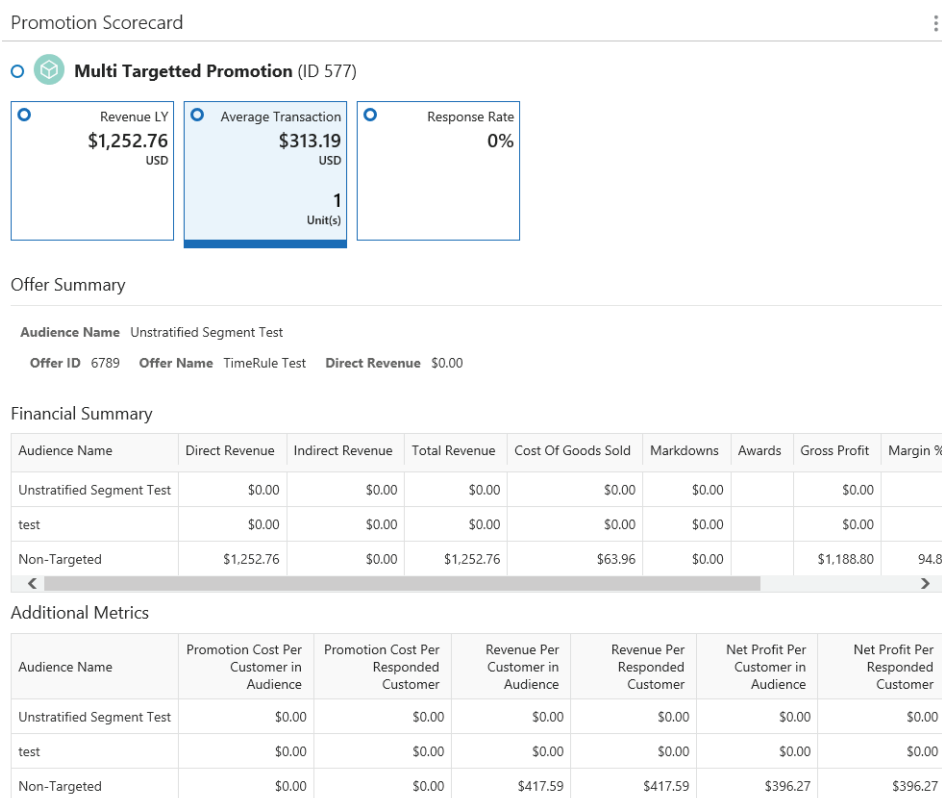 Promotion Scorecard
Multi Targetted Promotion (ID 577)
Revenue LY
$1,252.76
USD
Average Transaction
$313.19
USD
1
Unit(s)
Response Rate
0%
Offer Summary
Audience Name Unstratified Segment Test
Offer ID 6789 Offer Name TimeRule Test Direct Revenue $0.00
Financial Summary
Audience Name Direct Revenue Indirect Revenue Total Revenue Cost Of Goods Sold Markdowns Awards Gross Profit Margin %
Unstratified Segment Test $0.00 $0.00 $0.00 $0.00 $0.00 $0.00
test $0.00 $0.00 $0.00 $0.00 $0.00 $0.00
Non-Targeted $1,252.76 $0.00 $1,252.76 $63.96 $0.00 $1,188.80 94.8
Additional Metrics
Audience Name
Promotion Cost Per
Customer in
Audience
Promotion Cost Per
Responded
Customer
Revenue Per
Customer in
Audience
Revenue Per
Responded
Customer
Net Profit Per
Customer in
Audience
Net Profit Per
Responded
Customer
Unstratified Segment Test $0.00 $0.00 $0.00 $0.00 $0.00 $0.00
test $0.00 $0.00 $0.00 $0.00 $0.00 $0.00
Non-Targeted $0.00 $0.00 $417.59 $417.59 $396.27 $396.27